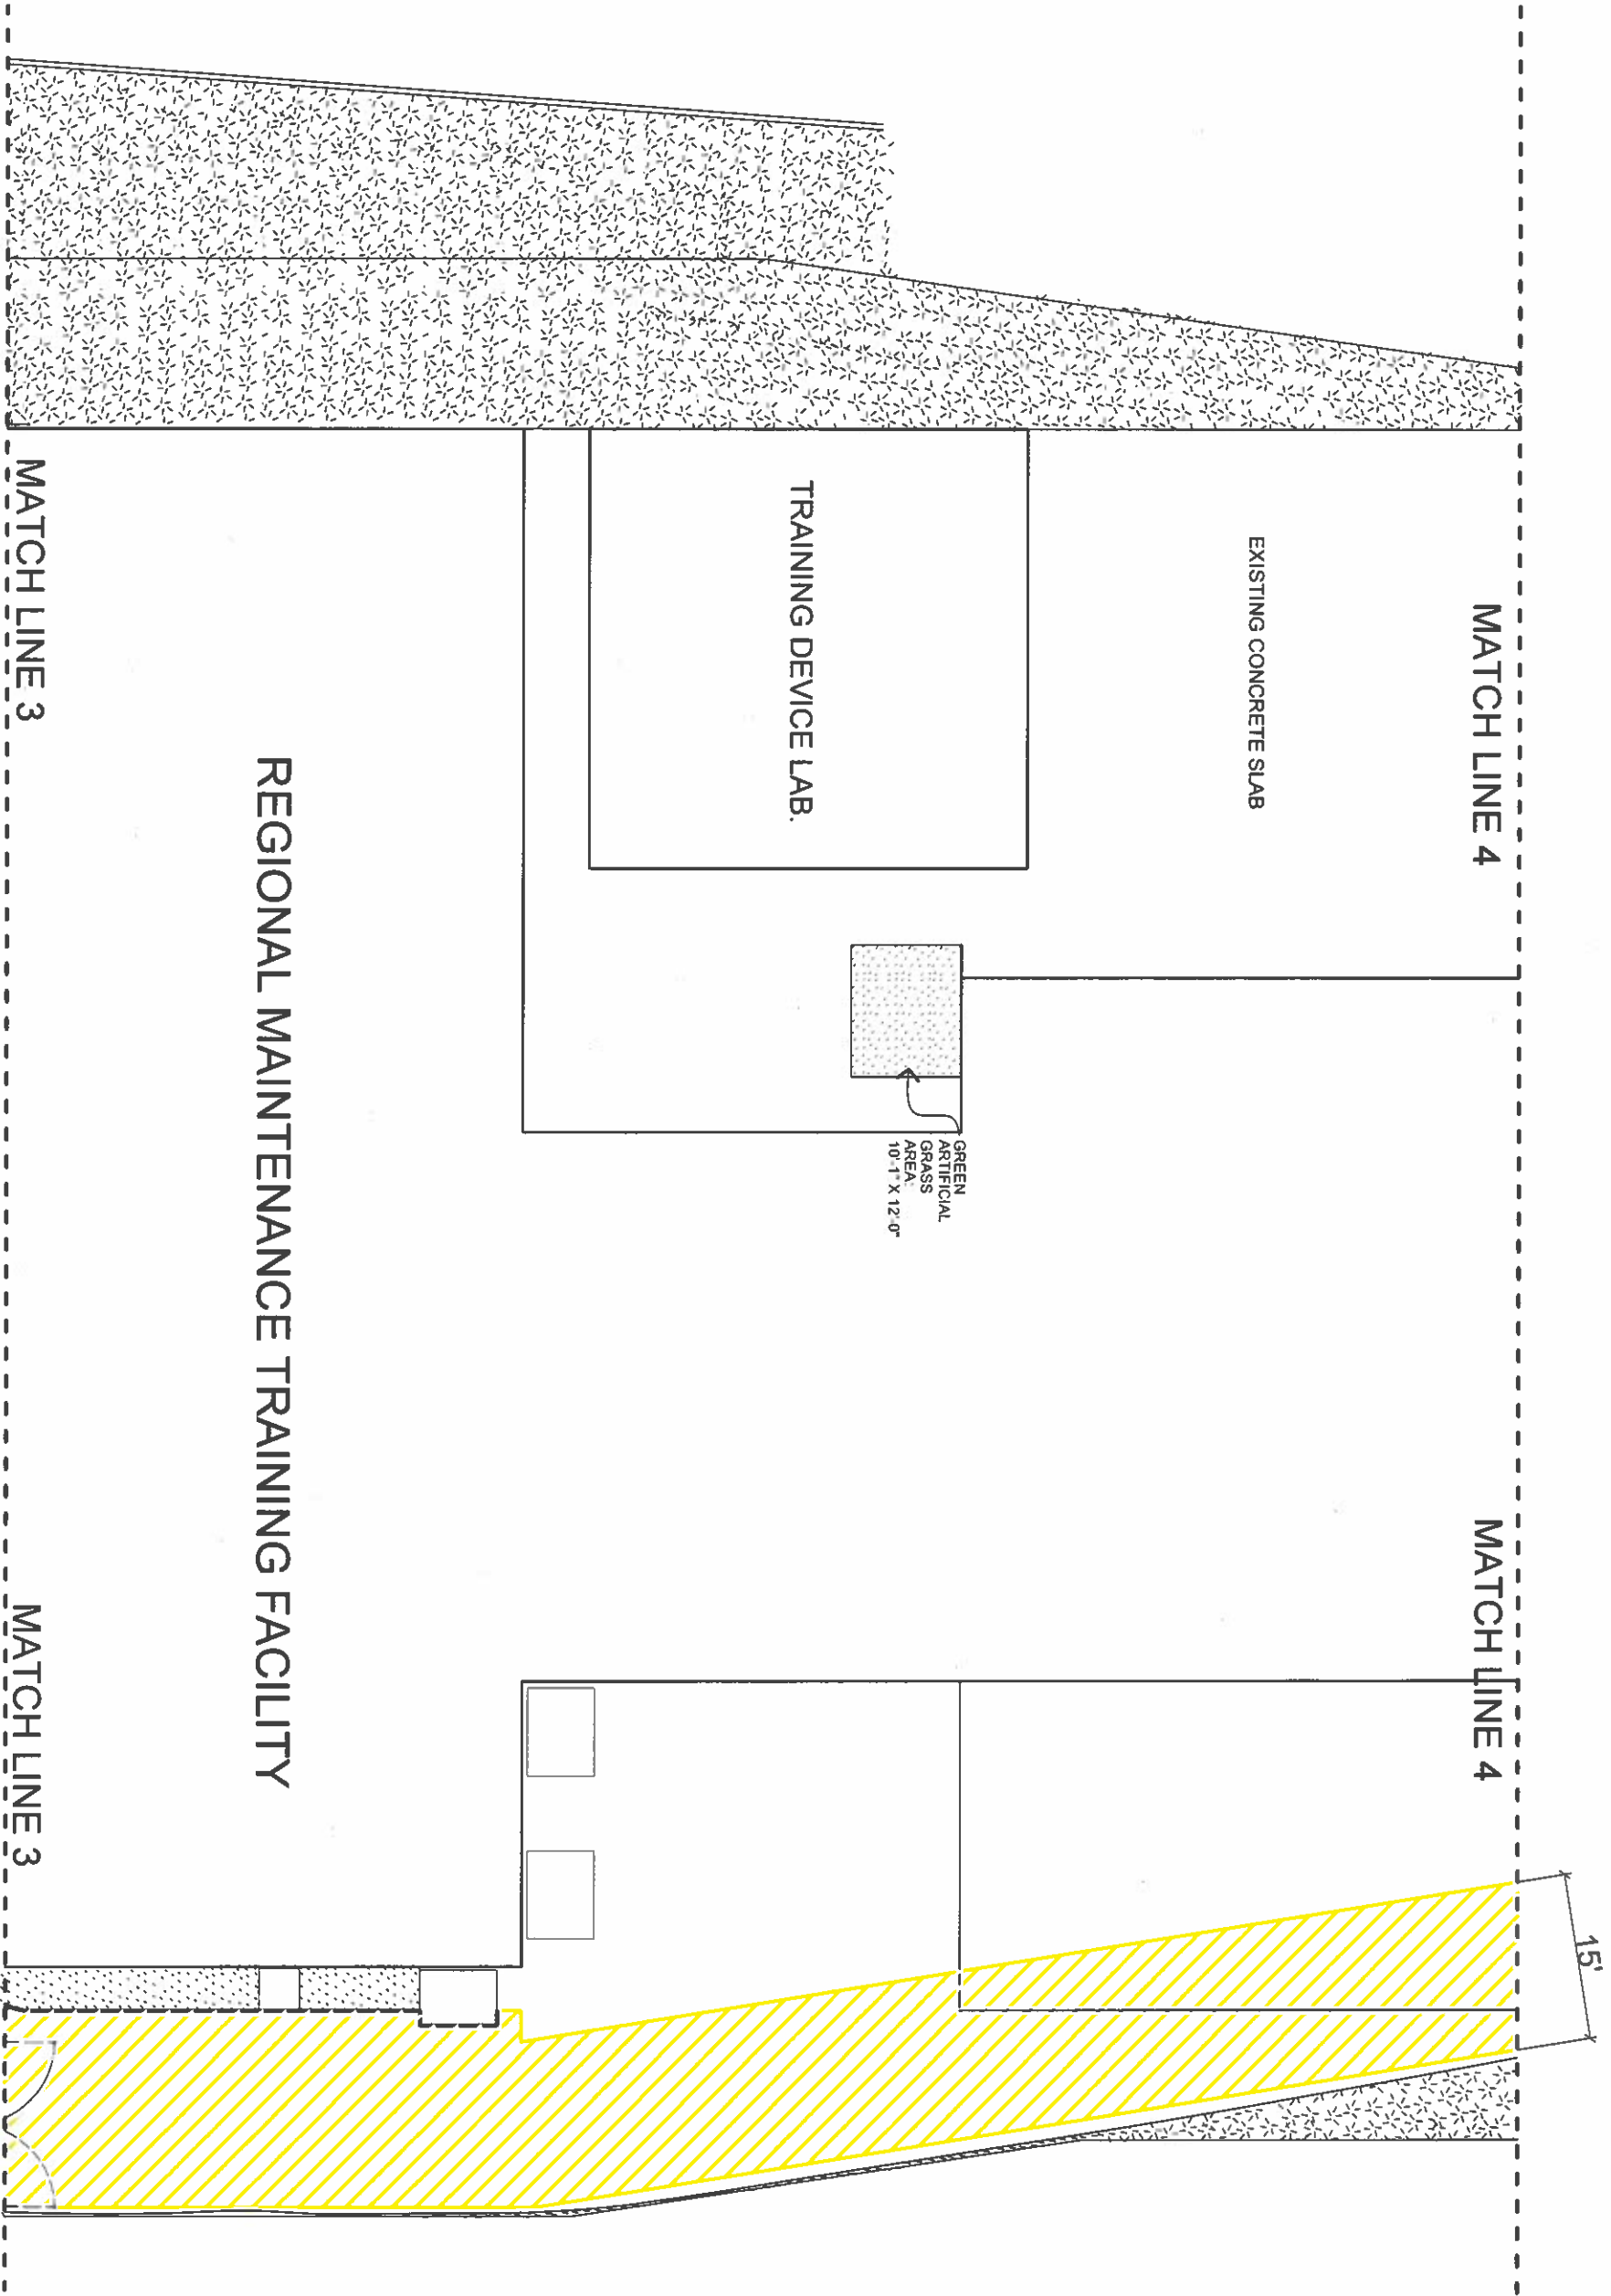 MATCH LINE 4
MATCH LINE 4
15'
EXISTING CONCRETE SLAB
GREEN
ARTIFICIAL
GRASS
AREA:
10'-1" X 12'-0"
TRAINING DEVICE LAB.
REGIONAL MAINTENANCE TRAINING FACILITY
MATCH LINE 3
MATCH LINE 3